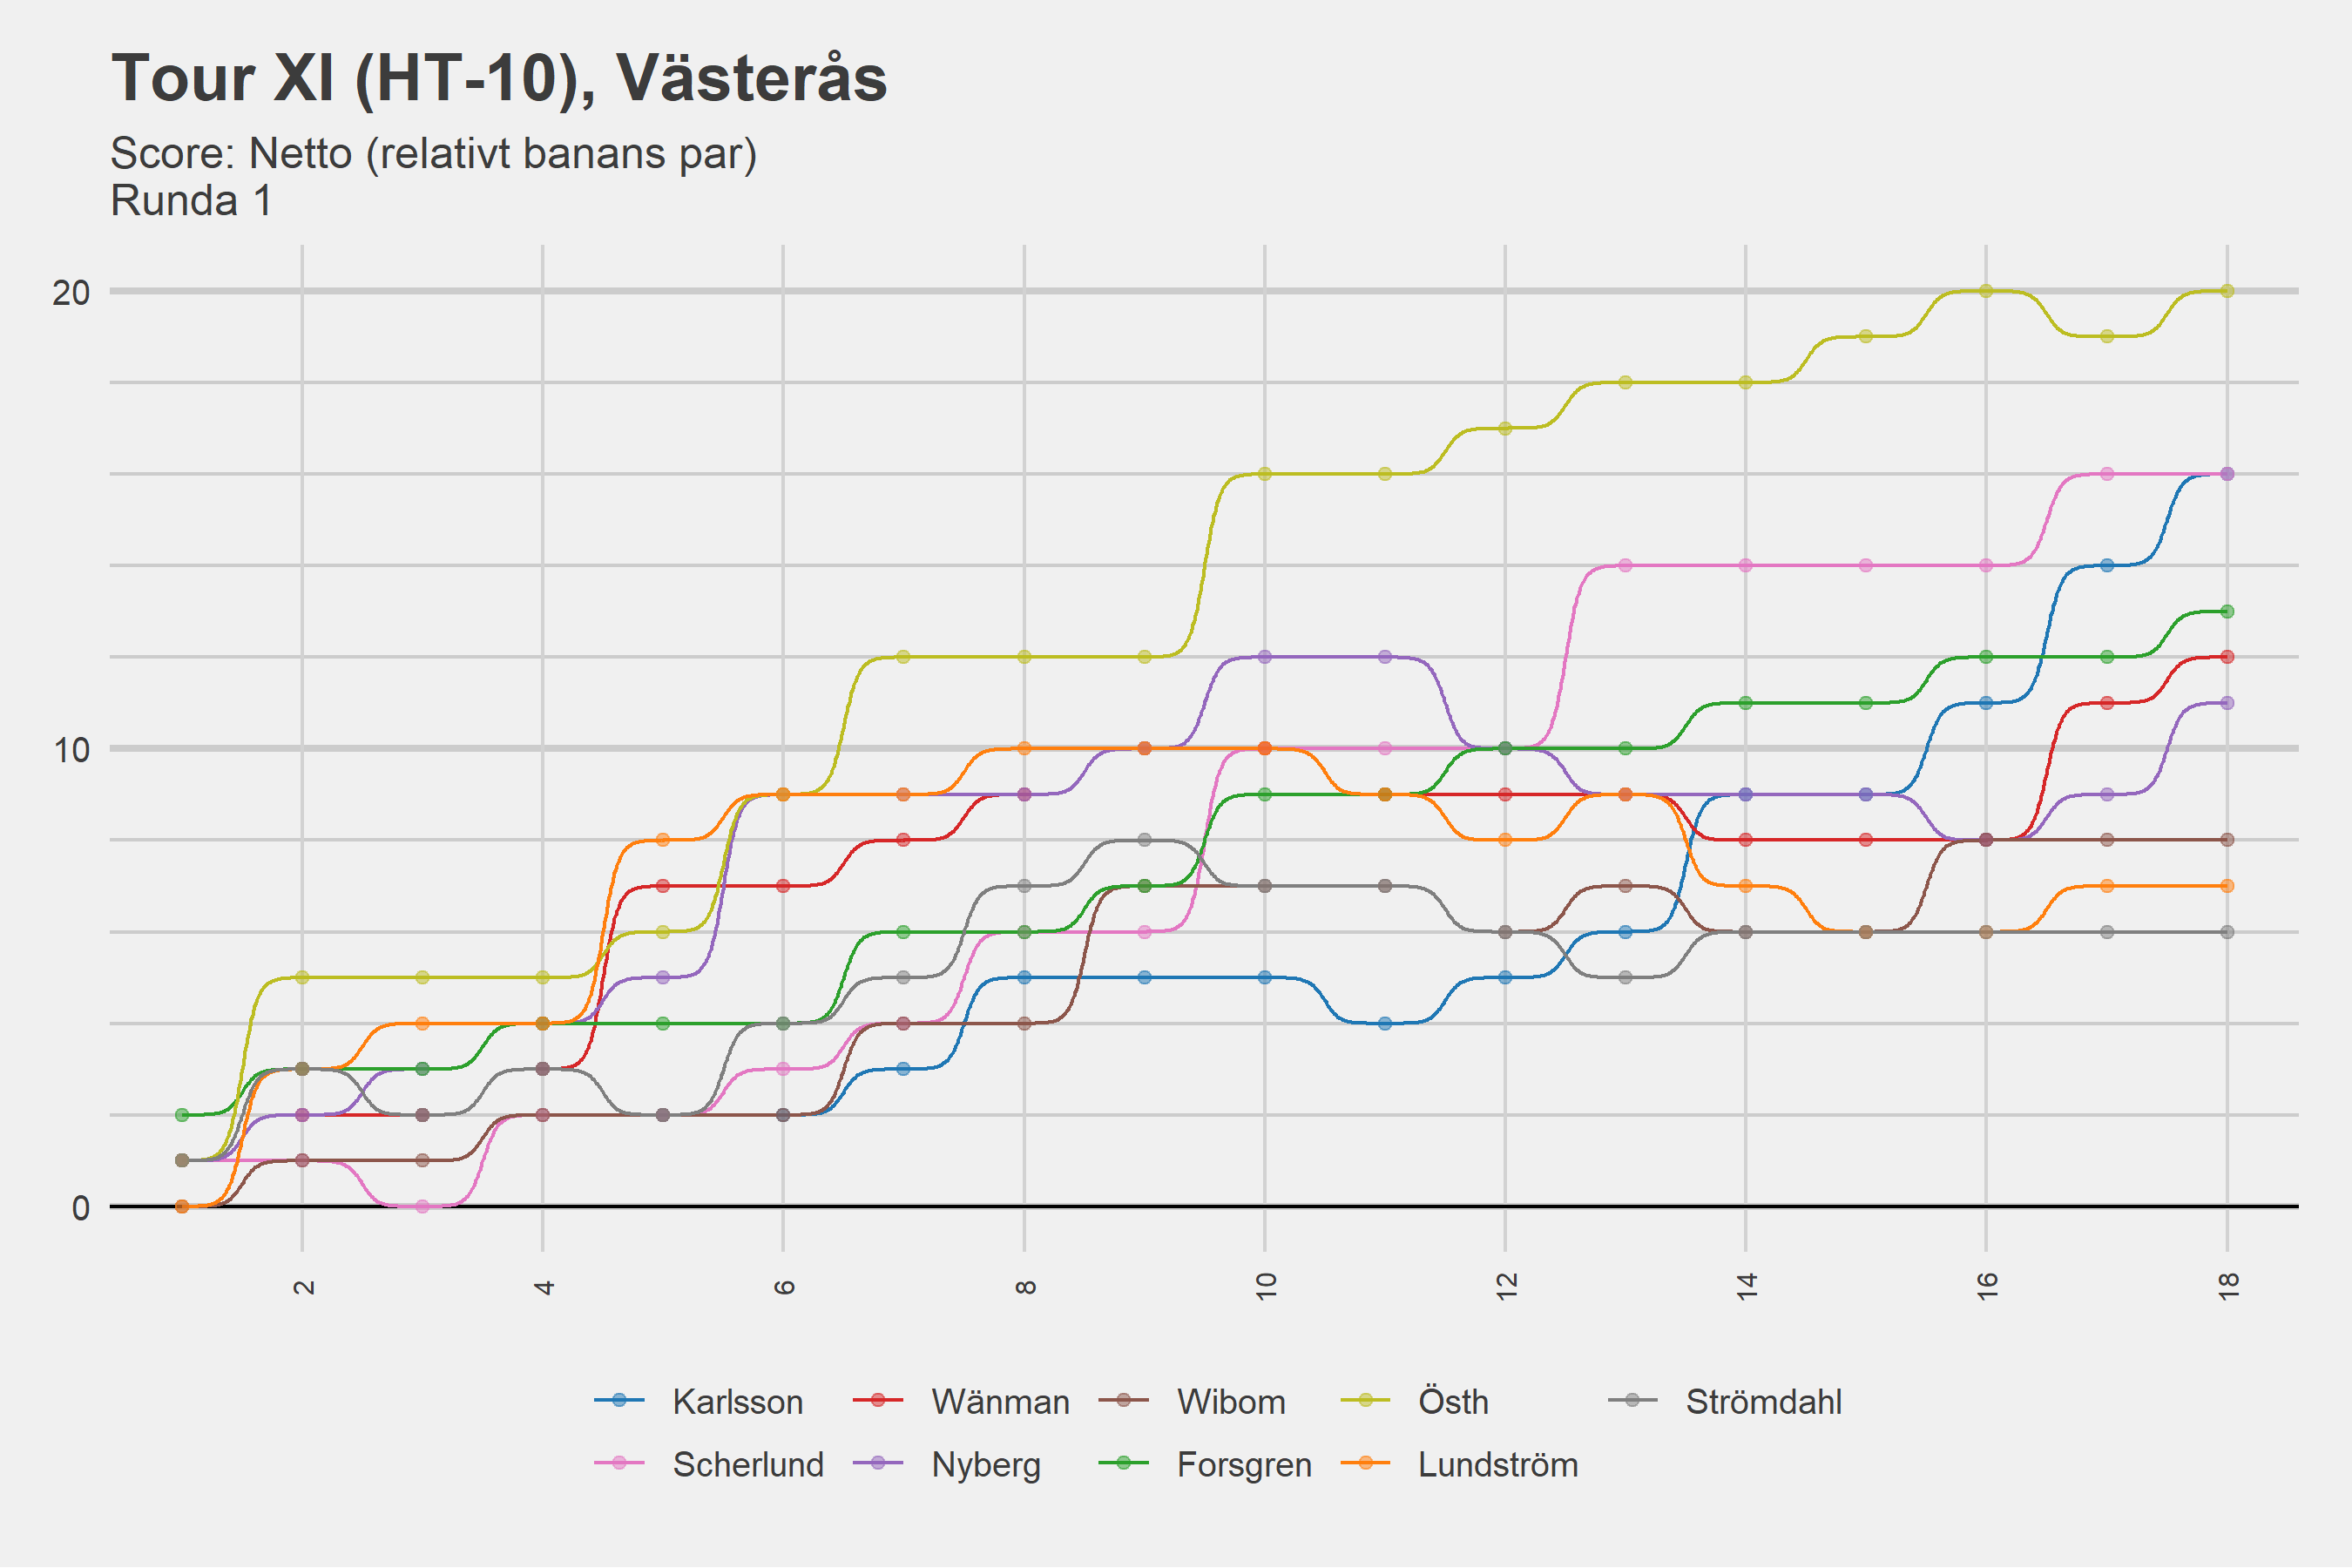 Tour XI (HT-10), Västerås
Score: Netto (relativt banans par)
Runda 1
20
10
0
2 4 6 8 10 12 14 16 18
Karlsson Wänman Wibom Östh Strömdahl
Scherlund Nyberg Forsgren Lundström